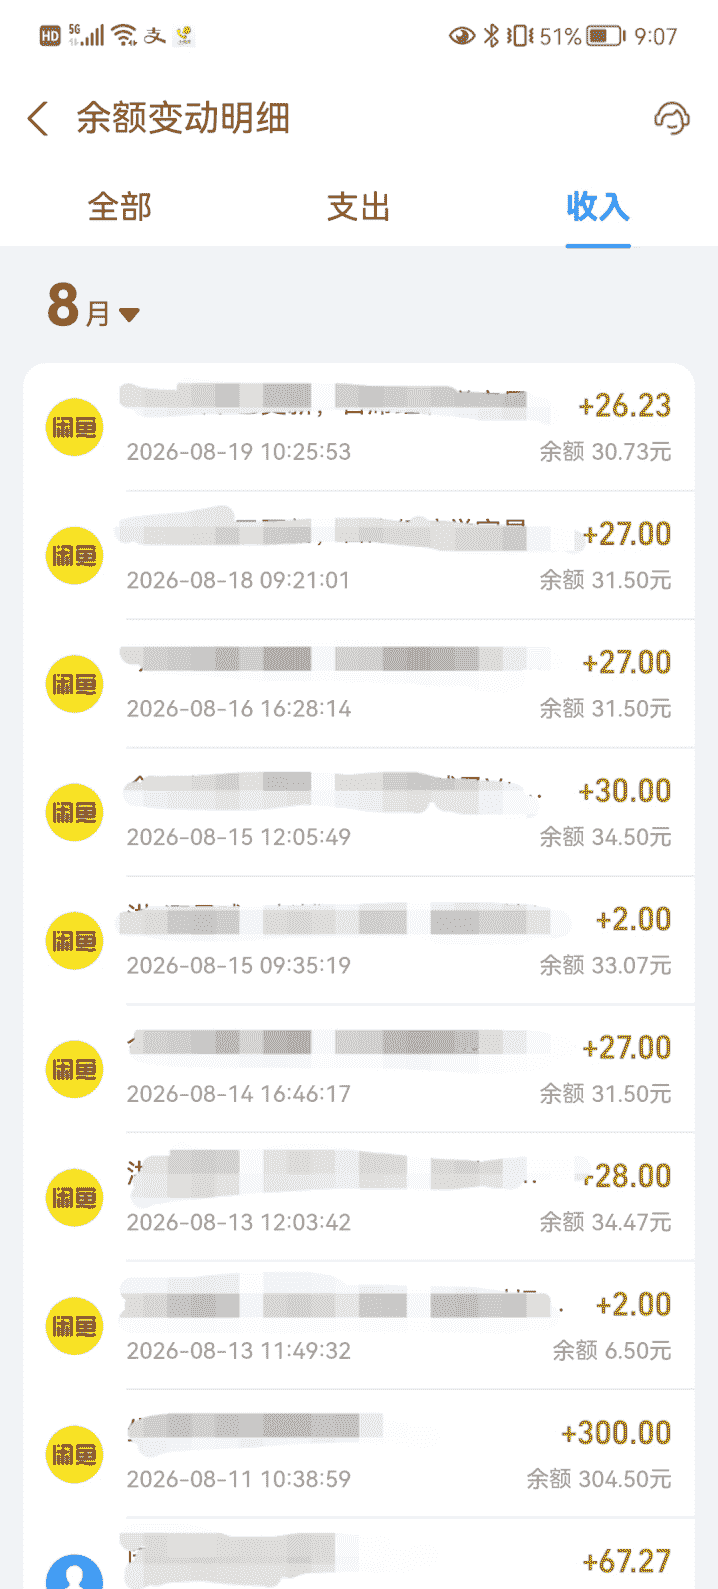 HD 5G 支 51% 9:07
余额变动明细
全部 支出 收入
8月
闲鱼 +26.23
2026-08-19 10:25:53 余额 30.73元
闲鱼 +27.00
2026-08-18 09:21:01 余额 31.50元
闲鱼 +27.00
2026-08-16 16:28:14 余额 31.50元
闲鱼 +30.00
2026-08-15 12:05:49 余额 34.50元
闲鱼 +2.00
2026-08-15 09:35:19 余额 33.07元
闲鱼 +27.00
2026-08-14 16:46:17 余额 31.50元
闲鱼 +28.00
2026-08-13 12:03:42 余额 34.47元
闲鱼 +2.00
2026-08-13 11:49:32 余额 6.50元
闲鱼 +300.00
2026-08-11 10:38:59 余额 304.50元
+67.27